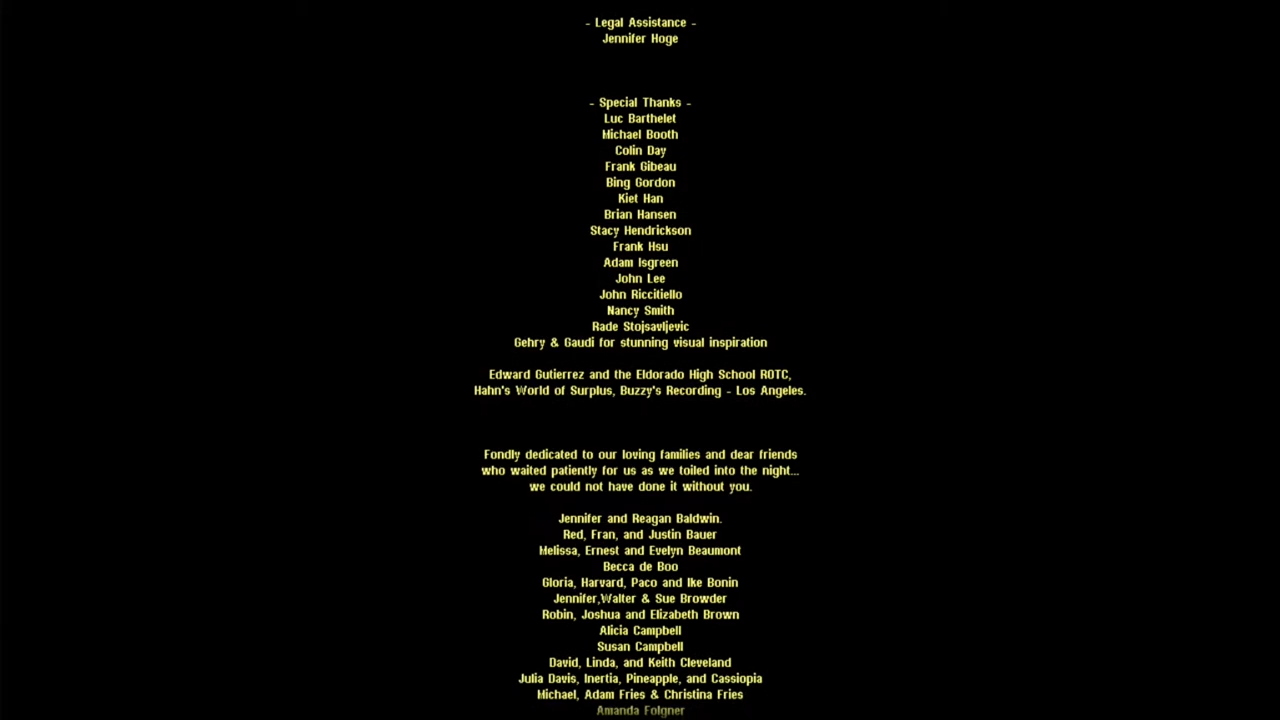 - Legal Assistance -
Jennifer Hoge
- Special Thanks -
Luc Barthelet
Michael Booth
Colin Day
Frank Gibeau
Bing Gordon
Kiet Han
Brian Hansen
Stacy Hendrickson
Frank Hsu
Adam Isgreen
John Lee
John Riccitiello
Nancy Smith
Rade Stojsavljevic
Gehry & Gaudi for stunning visual inspiration
Edward Gutierrez and the Eldorado High School ROTC,
Hahn's World of Surplus, Buzzy's Recording - Los Angeles.
Fondly dedicated to our loving families and dear friends
who waited patiently for us as we toiled into the night...
we could not have done it without you.
Jennifer and Reagan Baldwin.
Red, Fran, and Justin Bauer
Melissa, Ernest and Evelyn Beaumont
Becca de Boo
Gloria, Harvard, Paco and Ike Bonin
Jennifer,Walter & Sue Browder
Robin, Joshua and Elizabeth Brown
Alicia Campbell
Susan Campbell
David, Linda, and Keith Cleveland
Julia Davis, Inertia, Pineapple, and Cassiopia
Michael, Adam Fries & Christina Fries
Amanda Folgner